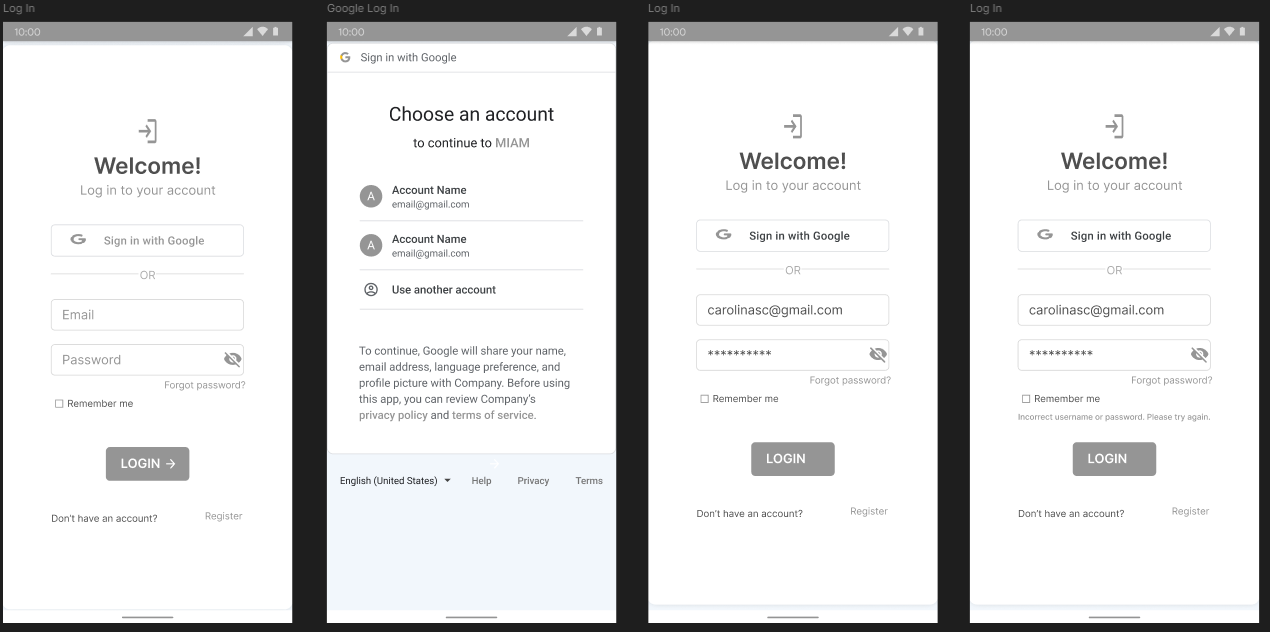 Log In
10:00
Welcome!
Log in to your account
G Sign in with Google
OR
Email
Password
Forgot password?
Remember me
LOGIN
Don't have an account? Register
Google Log In
10:00
G Sign in with Google
Choose an account
to continue to MIAM
A Account Name
email@gmail.com
A Account Name
email@gmail.com
Use another account
To continue, Google will share your name,
email address, language preference, and
profile picture with Company. Before using
this app, you can review Company's
privacy policy and terms of service.
English (United States) Help Privacy Terms
Log In
10:00
Welcome!
Log in to your account
G Sign in with Google
OR
carolinasc@gmail.com
**********
Forgot password?
Remember me
LOGIN
Don't have an account? Register
Log In
10:00
Welcome!
Log in to your account
G Sign in with Google
OR
carolinasc@gmail.com
**********
Forgot password?
Remember me
Incorrect username or password. Please try again.
LOGIN
Don't have an account? Register